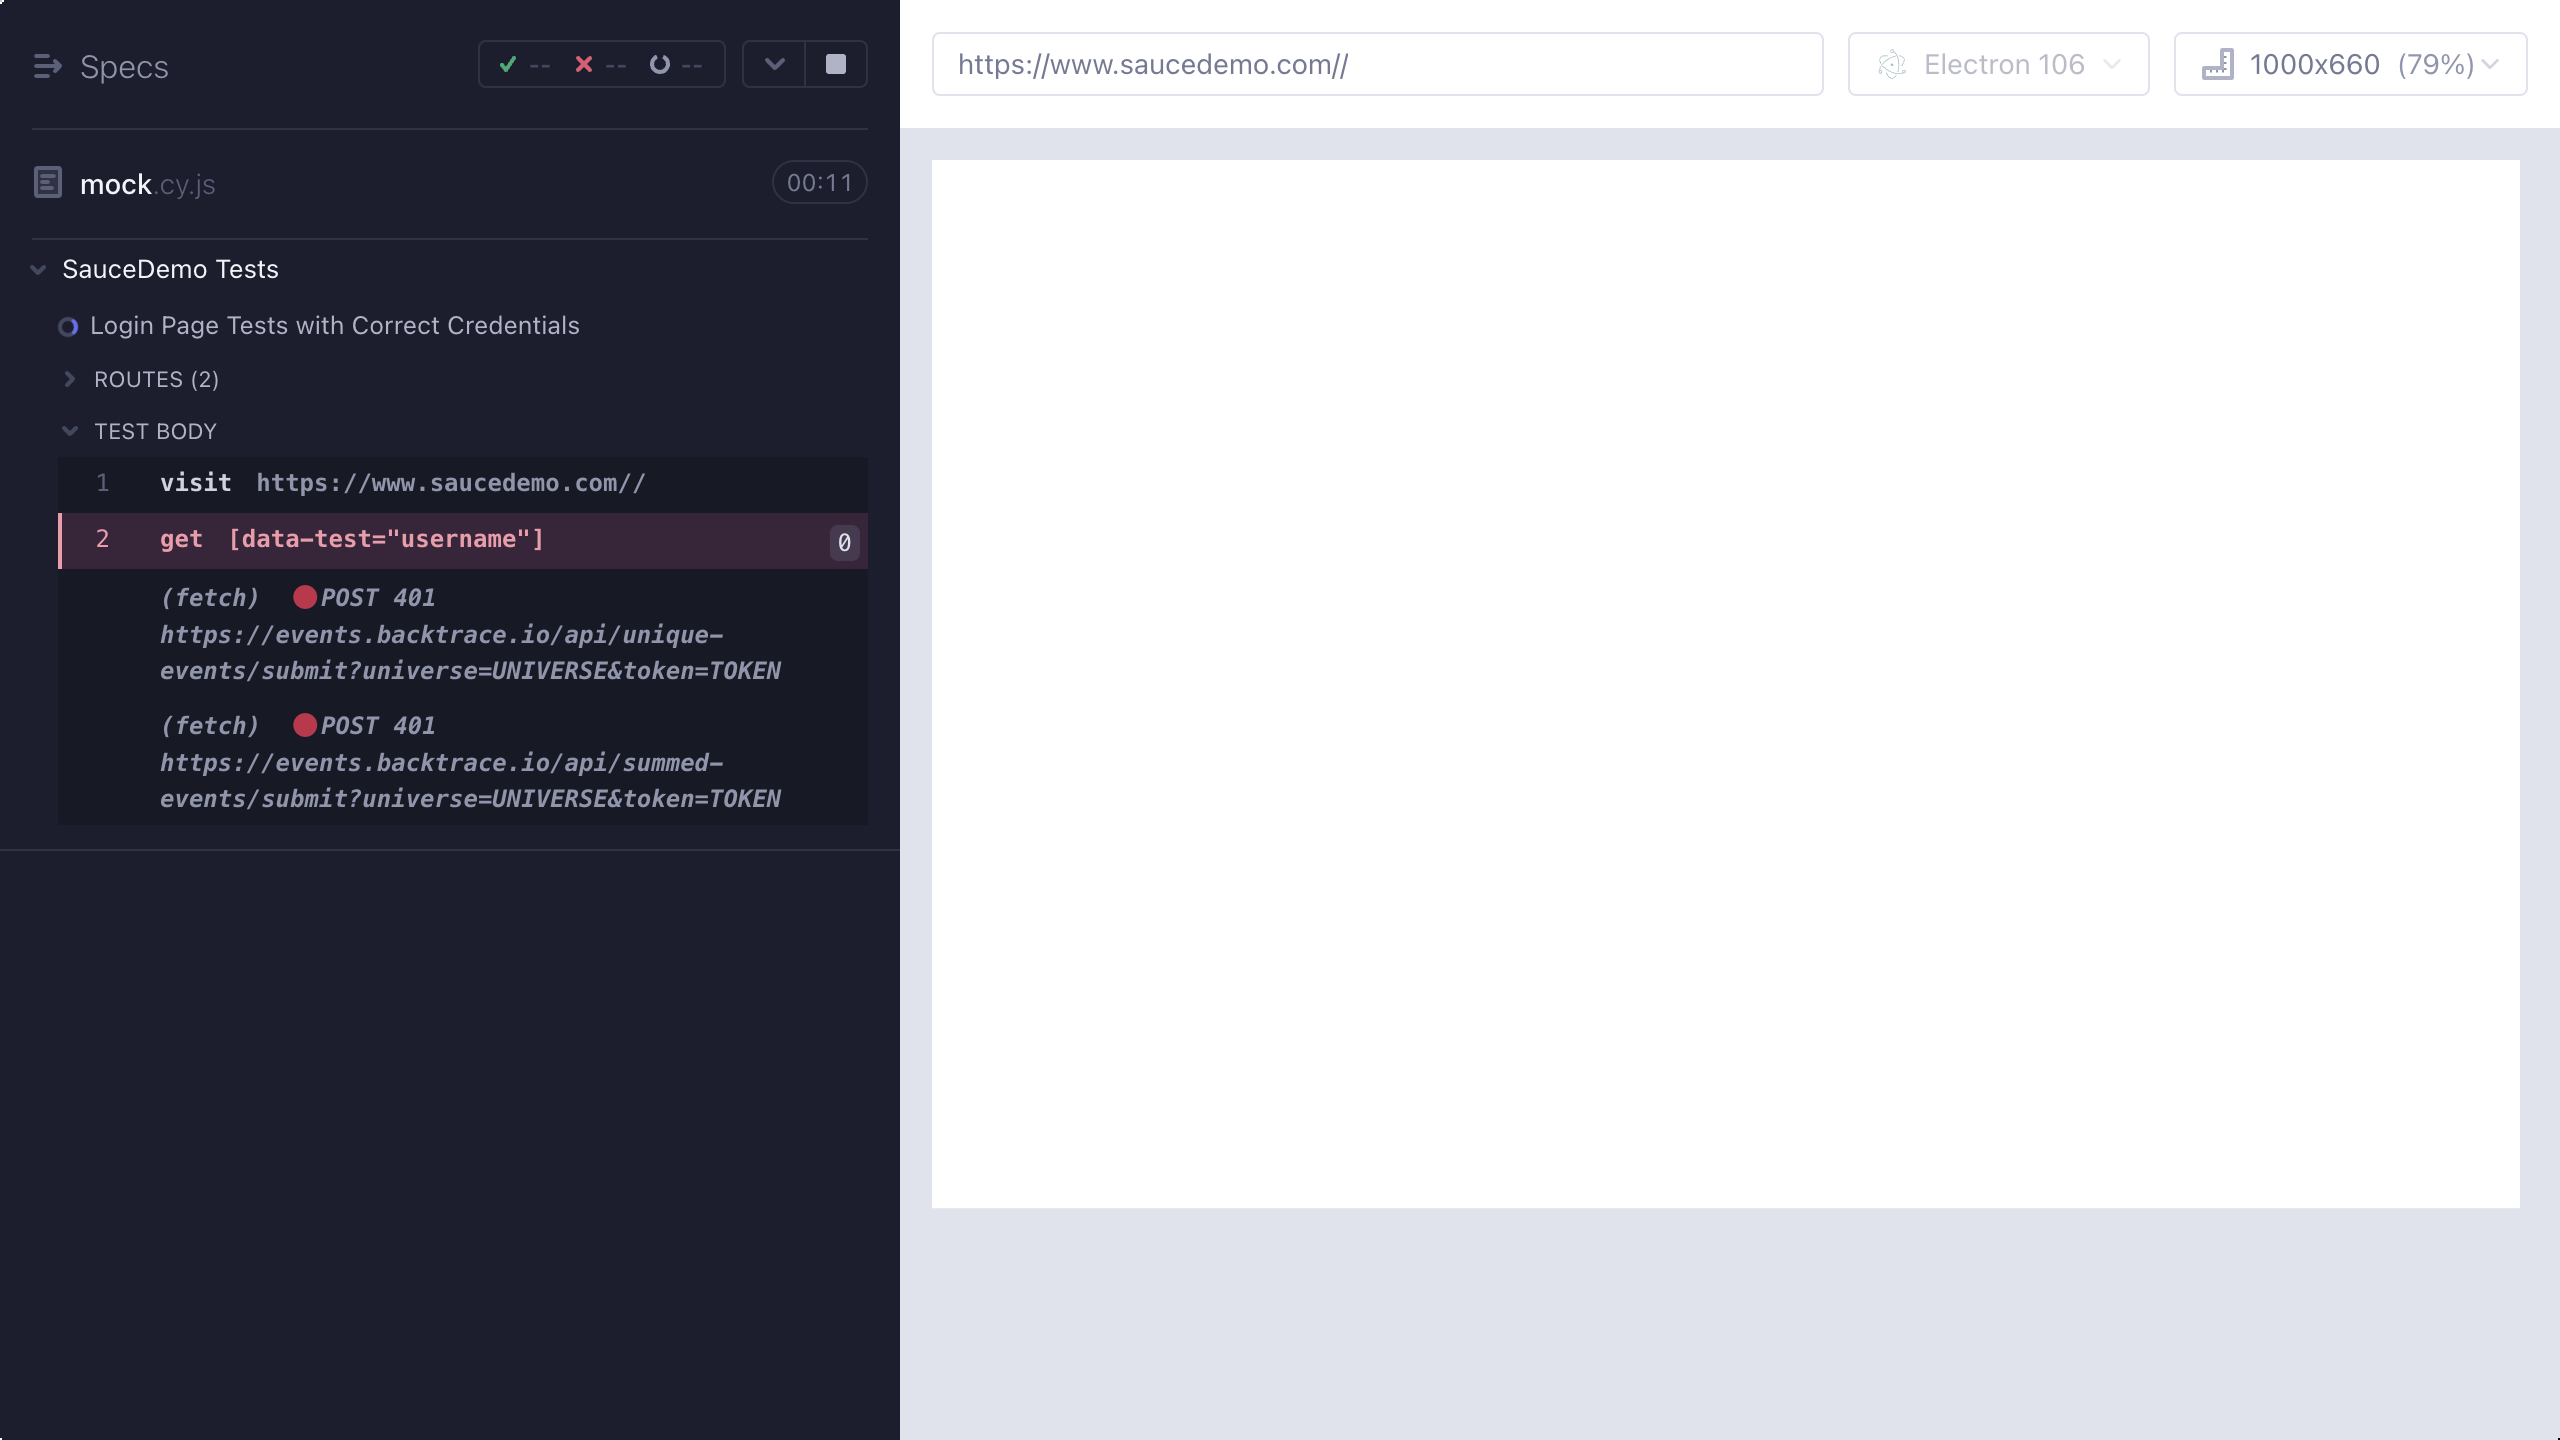 Specs
-- -- --
https://www.saucedemo.com//
Electron 106
1000x660 (79%)
mock.cy.js
00:11
SauceDemo Tests
Login Page Tests with Correct Credentials
ROUTES (2)
TEST BODY
1 visit https://www.saucedemo.com//
2 get [data-test="username"] 0
(fetch) POST 401
https://events.backtrace.io/api/unique-
events/submit?universe=UNIVERSE&token=TOKEN
(fetch) POST 401
https://events.backtrace.io/api/summed-
events/submit?universe=UNIVERSE&token=TOKEN